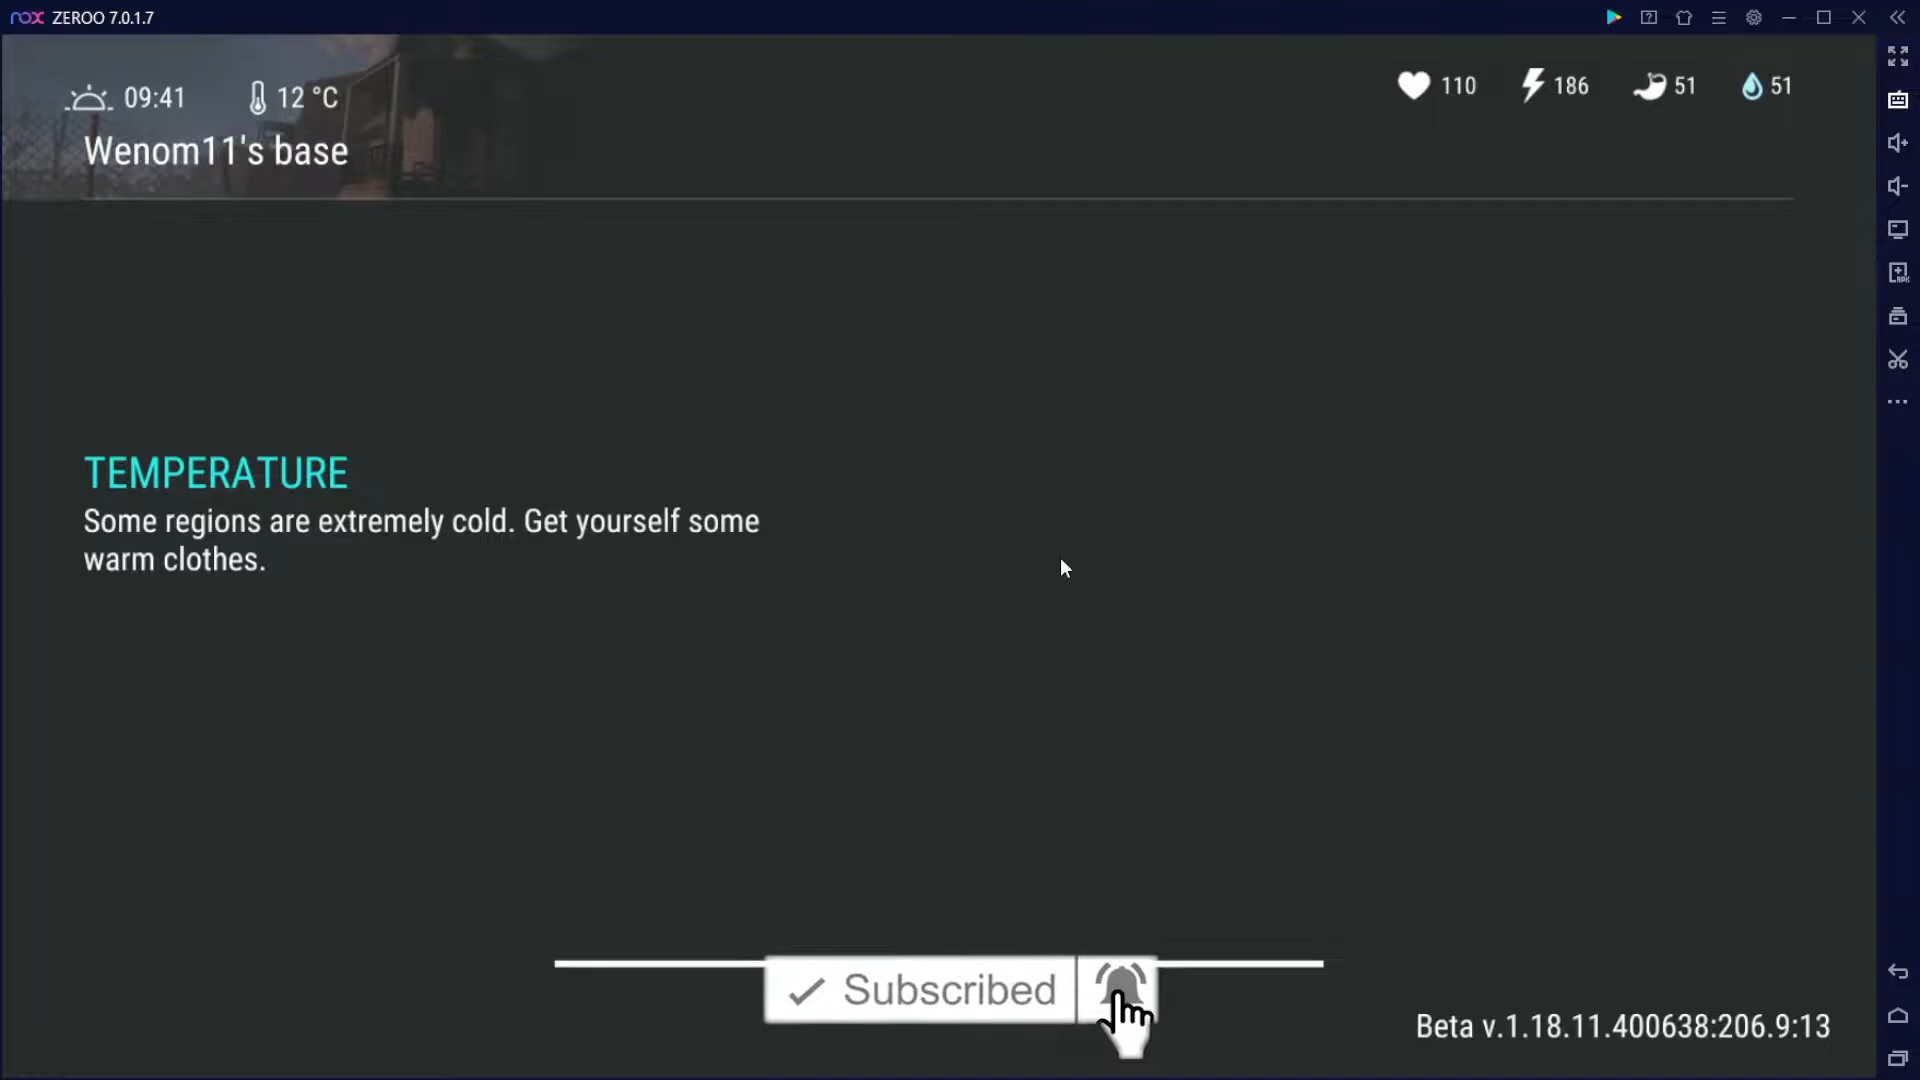 nox ZEROO 7.0.1.7
09:41 12 °C 110 186 51 51
Wenom11's base
TEMPERATURE
Some regions are extremely cold. Get yourself some
warm clothes.
Subscribed
Beta v.1.18.11.400638:206.9:13